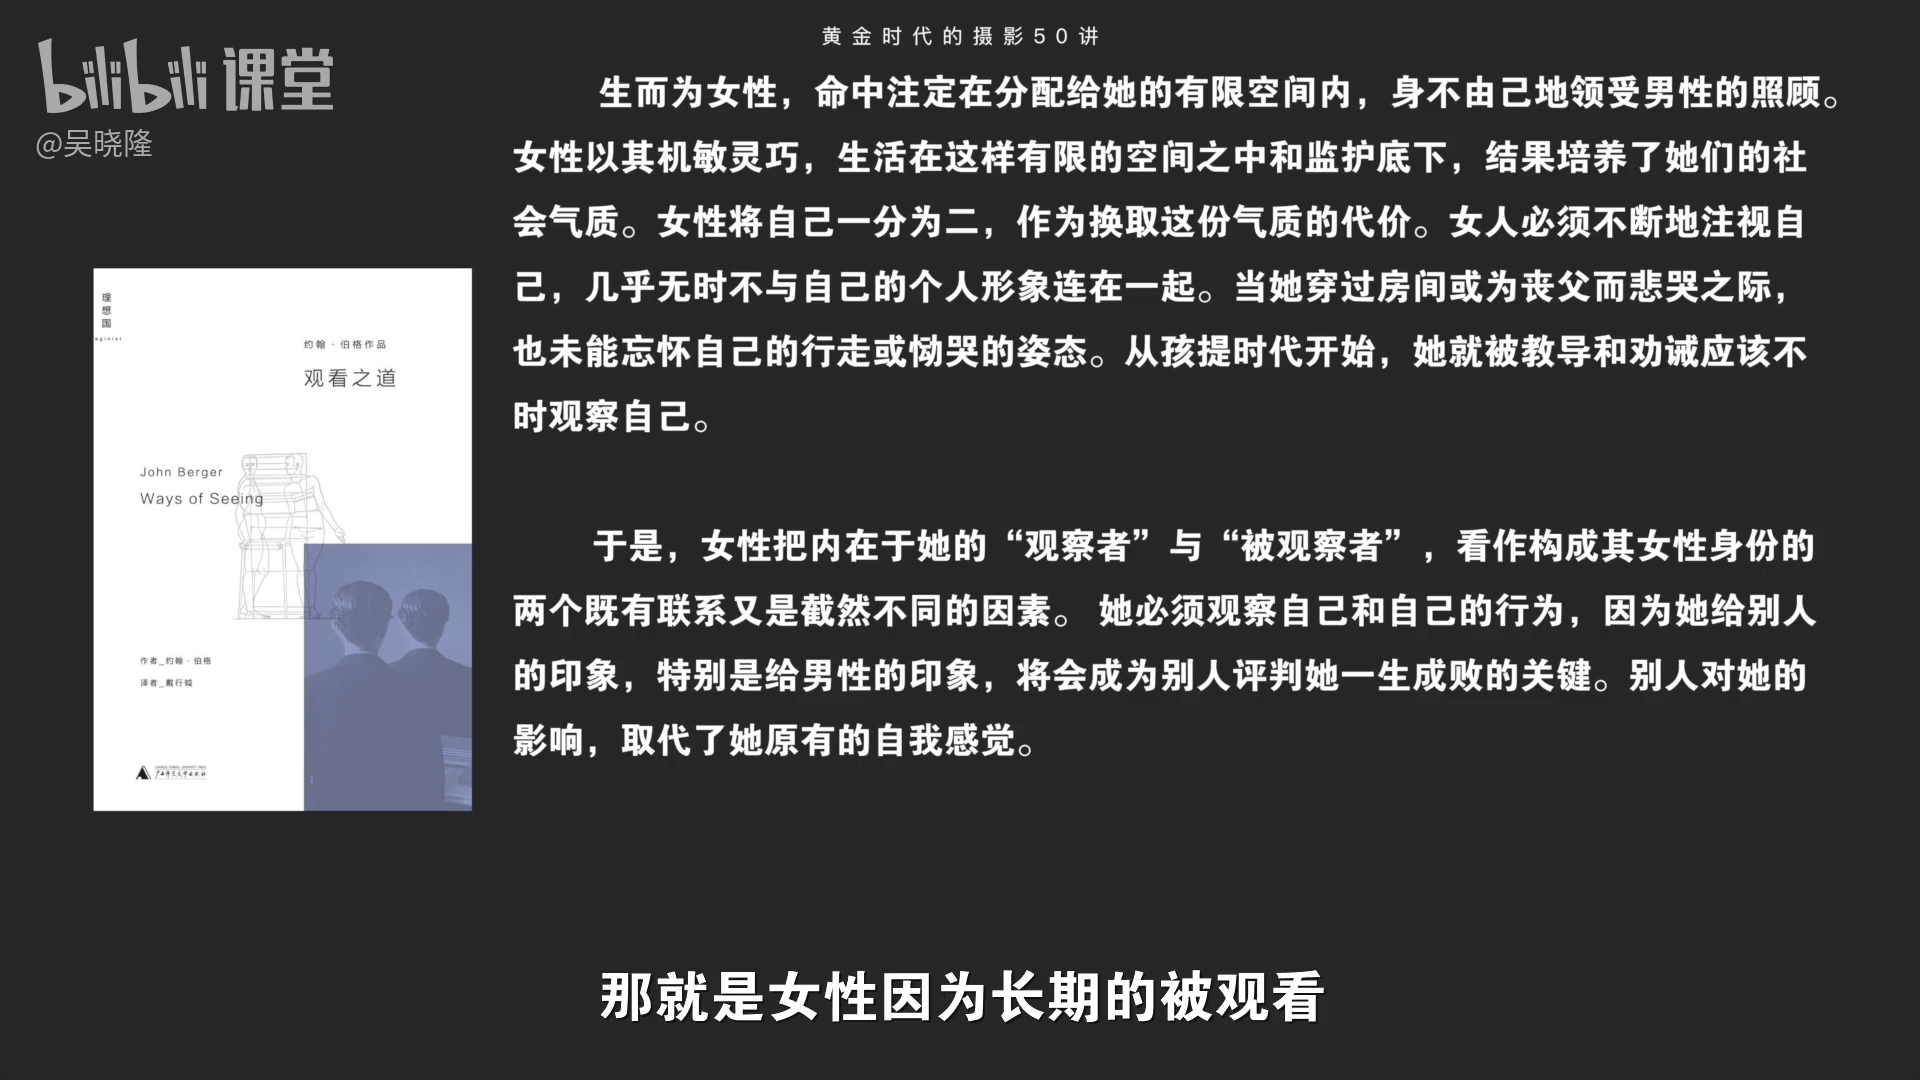 黄金时代的摄影50讲
bilibili课堂
@吴晓隆
生而为女性，命中注定在分配给她的有限空间内，身不由己地领受男性的照顾。
女性以其机敏灵巧，生活在这样有限的空间之中和监护底下，结果培养了她们的社
会气质。女性将自己一分为二，作为换取这份气质的代价。女人必须不断地注视自
己，几乎无时不与自己的个人形象连在一起。当她穿过房间或为丧父而悲哭之际，
也未能忘怀自己的行走或恸哭的姿态。从孩提时代开始，她就被教导和劝诫应该不
时观察自己。
于是，女性把内在于她的“观察者”与“被观察者”，看作构成其女性身份的
两个既有联系又是截然不同的因素。 她必须观察自己和自己的行为，因为她给别人
的印象，特别是给男性的印象，将会成为别人评判她一生成败的关键。别人对她的
影响，取代了她原有的自我感觉。
理想国
aginist
约翰·伯格作品
观看之道
John Berger
Ways of Seeing
作者_约翰·伯格
译者_戴行钺
广西师范大学出版社
那就是女性因为长期的被观看